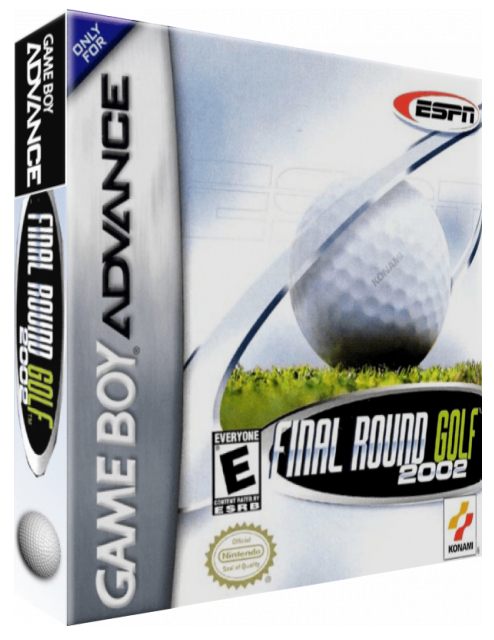 GAME BOY
ADVANCE
FINAL ROUND GOLF™
2002
ONLY
FOR
GAME BOY ADVANCE
ESPN
KONAMI
FINAL ROUND GOLF
2002
EVERYONE
E
CONTENT RATED BY
ESRB
Official
Nintendo
Seal of Quality
KONAMI